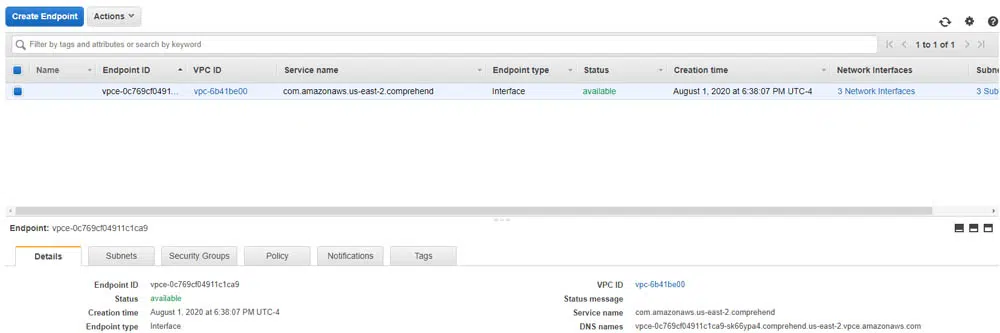 Create Endpoint Actions
Filter by tags and attributes or search by keyword 1 to 1 of 1
Name Endpoint ID VPC ID Service name Endpoint type Status Creation time Network Interfaces Subne
vpce-0c769cf0491... vpc-6b41be00 com.amazonaws.us-east-2.comprehend Interface available August 1, 2020 at 6:38:07 PM UTC-4 3 Network Interfaces 3 Sub
Endpoint: vpce-0c769cf04911c1ca9
Details Subnets Security Groups Policy Notifications Tags
Endpoint ID vpce-0c769cf04911c1ca9 VPC ID vpc-6b41be00
Status available Status message
Creation time August 1, 2020 at 6:38:07 PM UTC-4 Service name com.amazonaws.us-east-2.comprehend
Endpoint type Interface DNS names vpce-0c769cf04911c1ca9-sk66ypa4.comprehend.us-east-2.vpce.amazonaws.com